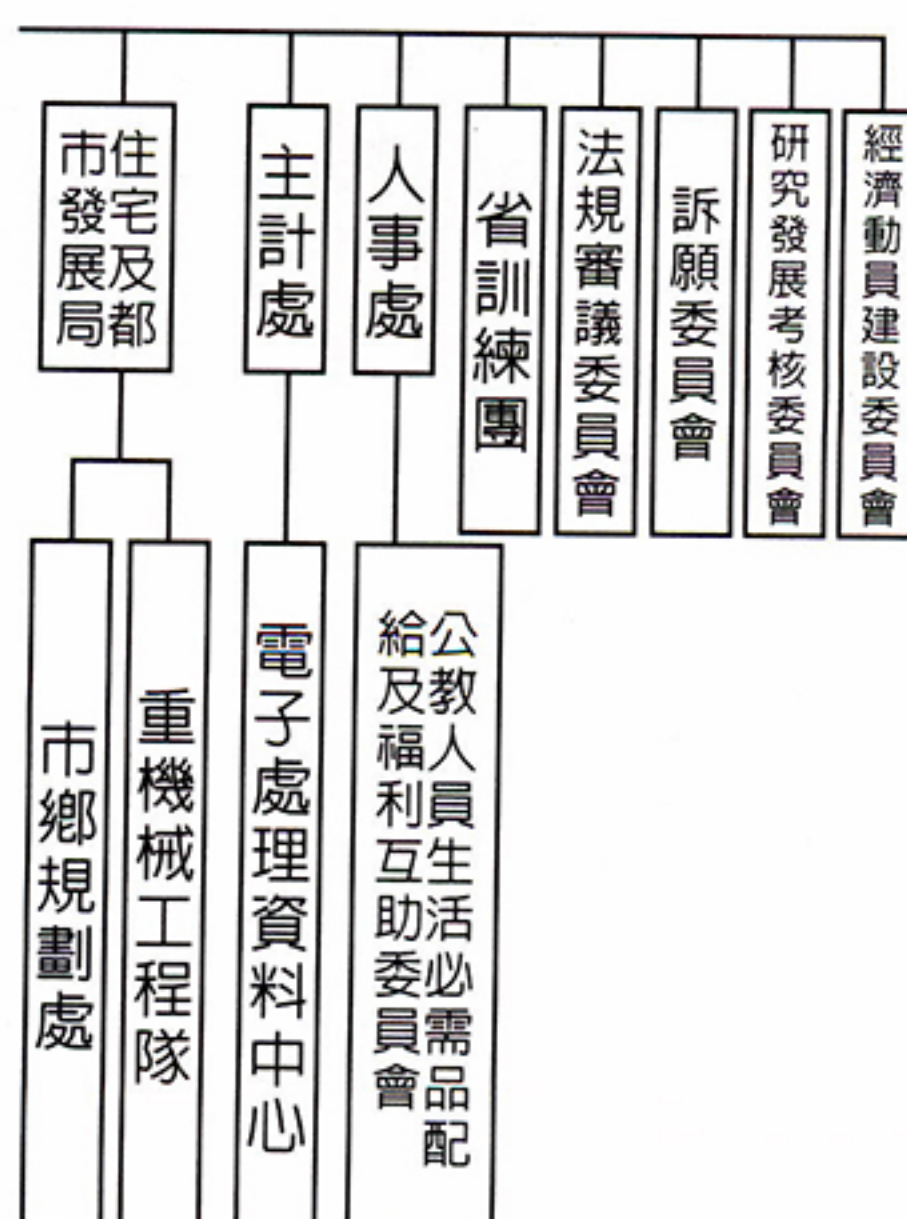 經濟動員建設委員會
研究發展考核委員會
訴願委員會
法規審議委員會
省訓練團
人事處
主計處
住宅及都
市發展局
公教人員生活必需品配
給及福利互助委員會
電子處理資料中心
重機械工程隊
市鄉規劃處